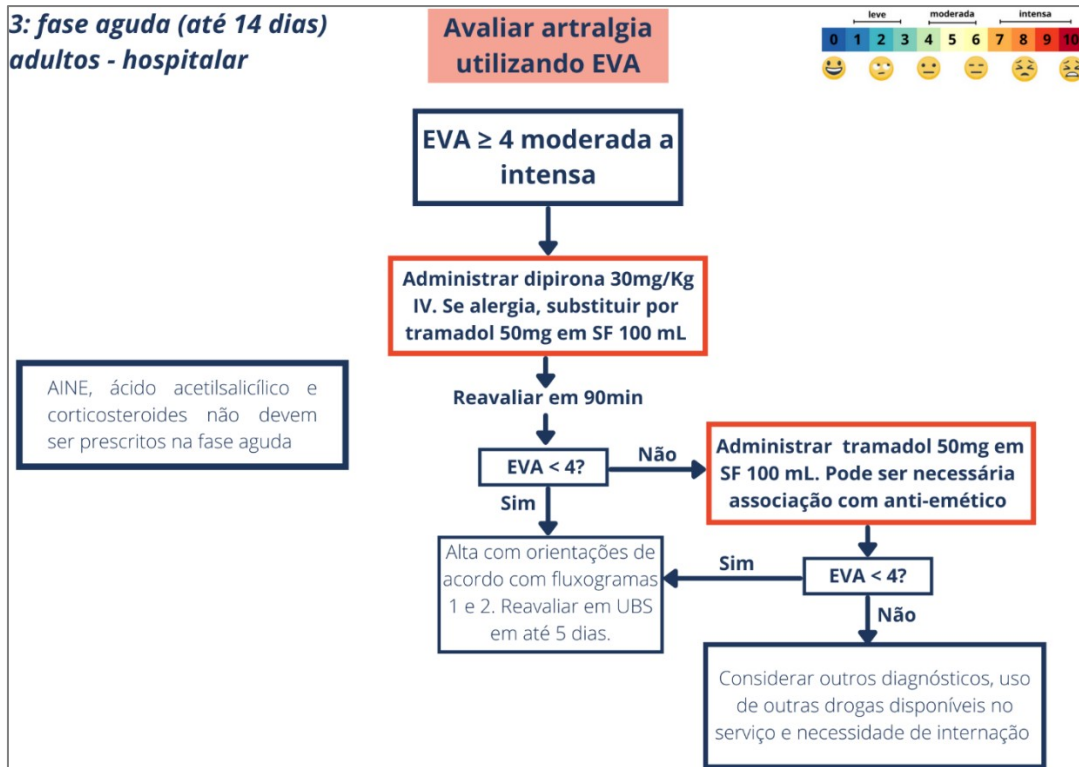 3: fase aguda (até 14 dias)
adultos - hospitalar
Avaliar artralgia
utilizando EVA
leve moderada intensa
0 1 2 3 4 5 6 7 8 9 10
EVA ≥ 4 moderada a
intensa
Administrar dipirona 30mg/Kg
IV. Se alergia, substituir por
tramadol 50mg em SF 100 mL
AINE, ácido acetilsalicílico e
corticosteroides não devem
ser prescritos na fase aguda
Reavaliar em 90min
EVA < 4?
Não
Administrar tramadol 50mg em
SF 100 mL. Pode ser necessária
associação com anti-emético
Sim
Alta com orientações de
acordo com fluxogramas
1 e 2. Reavaliar em UBS
em até 5 dias.
Sim
EVA < 4?
Não
Considerar outros diagnósticos, uso
de outras drogas disponíveis no
serviço e necessidade de internação